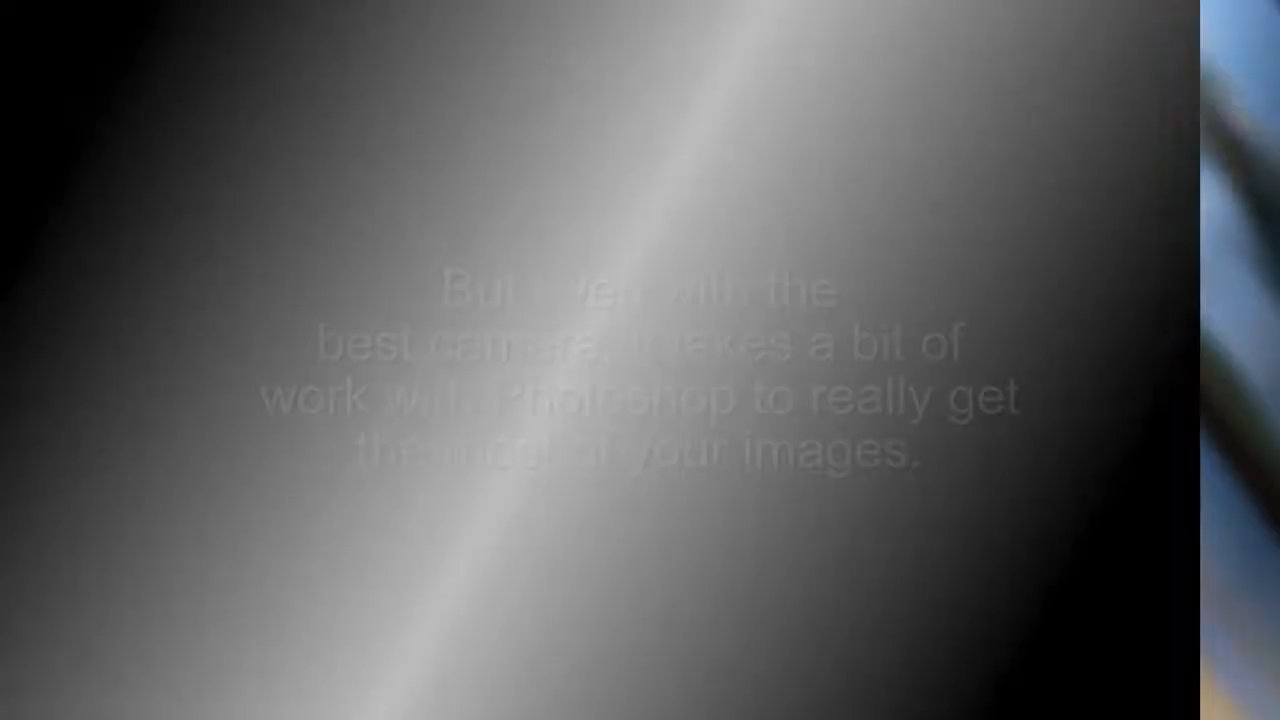 But even with the
best camera, it takes a bit of
work with Photoshop to really get
the most of your images.